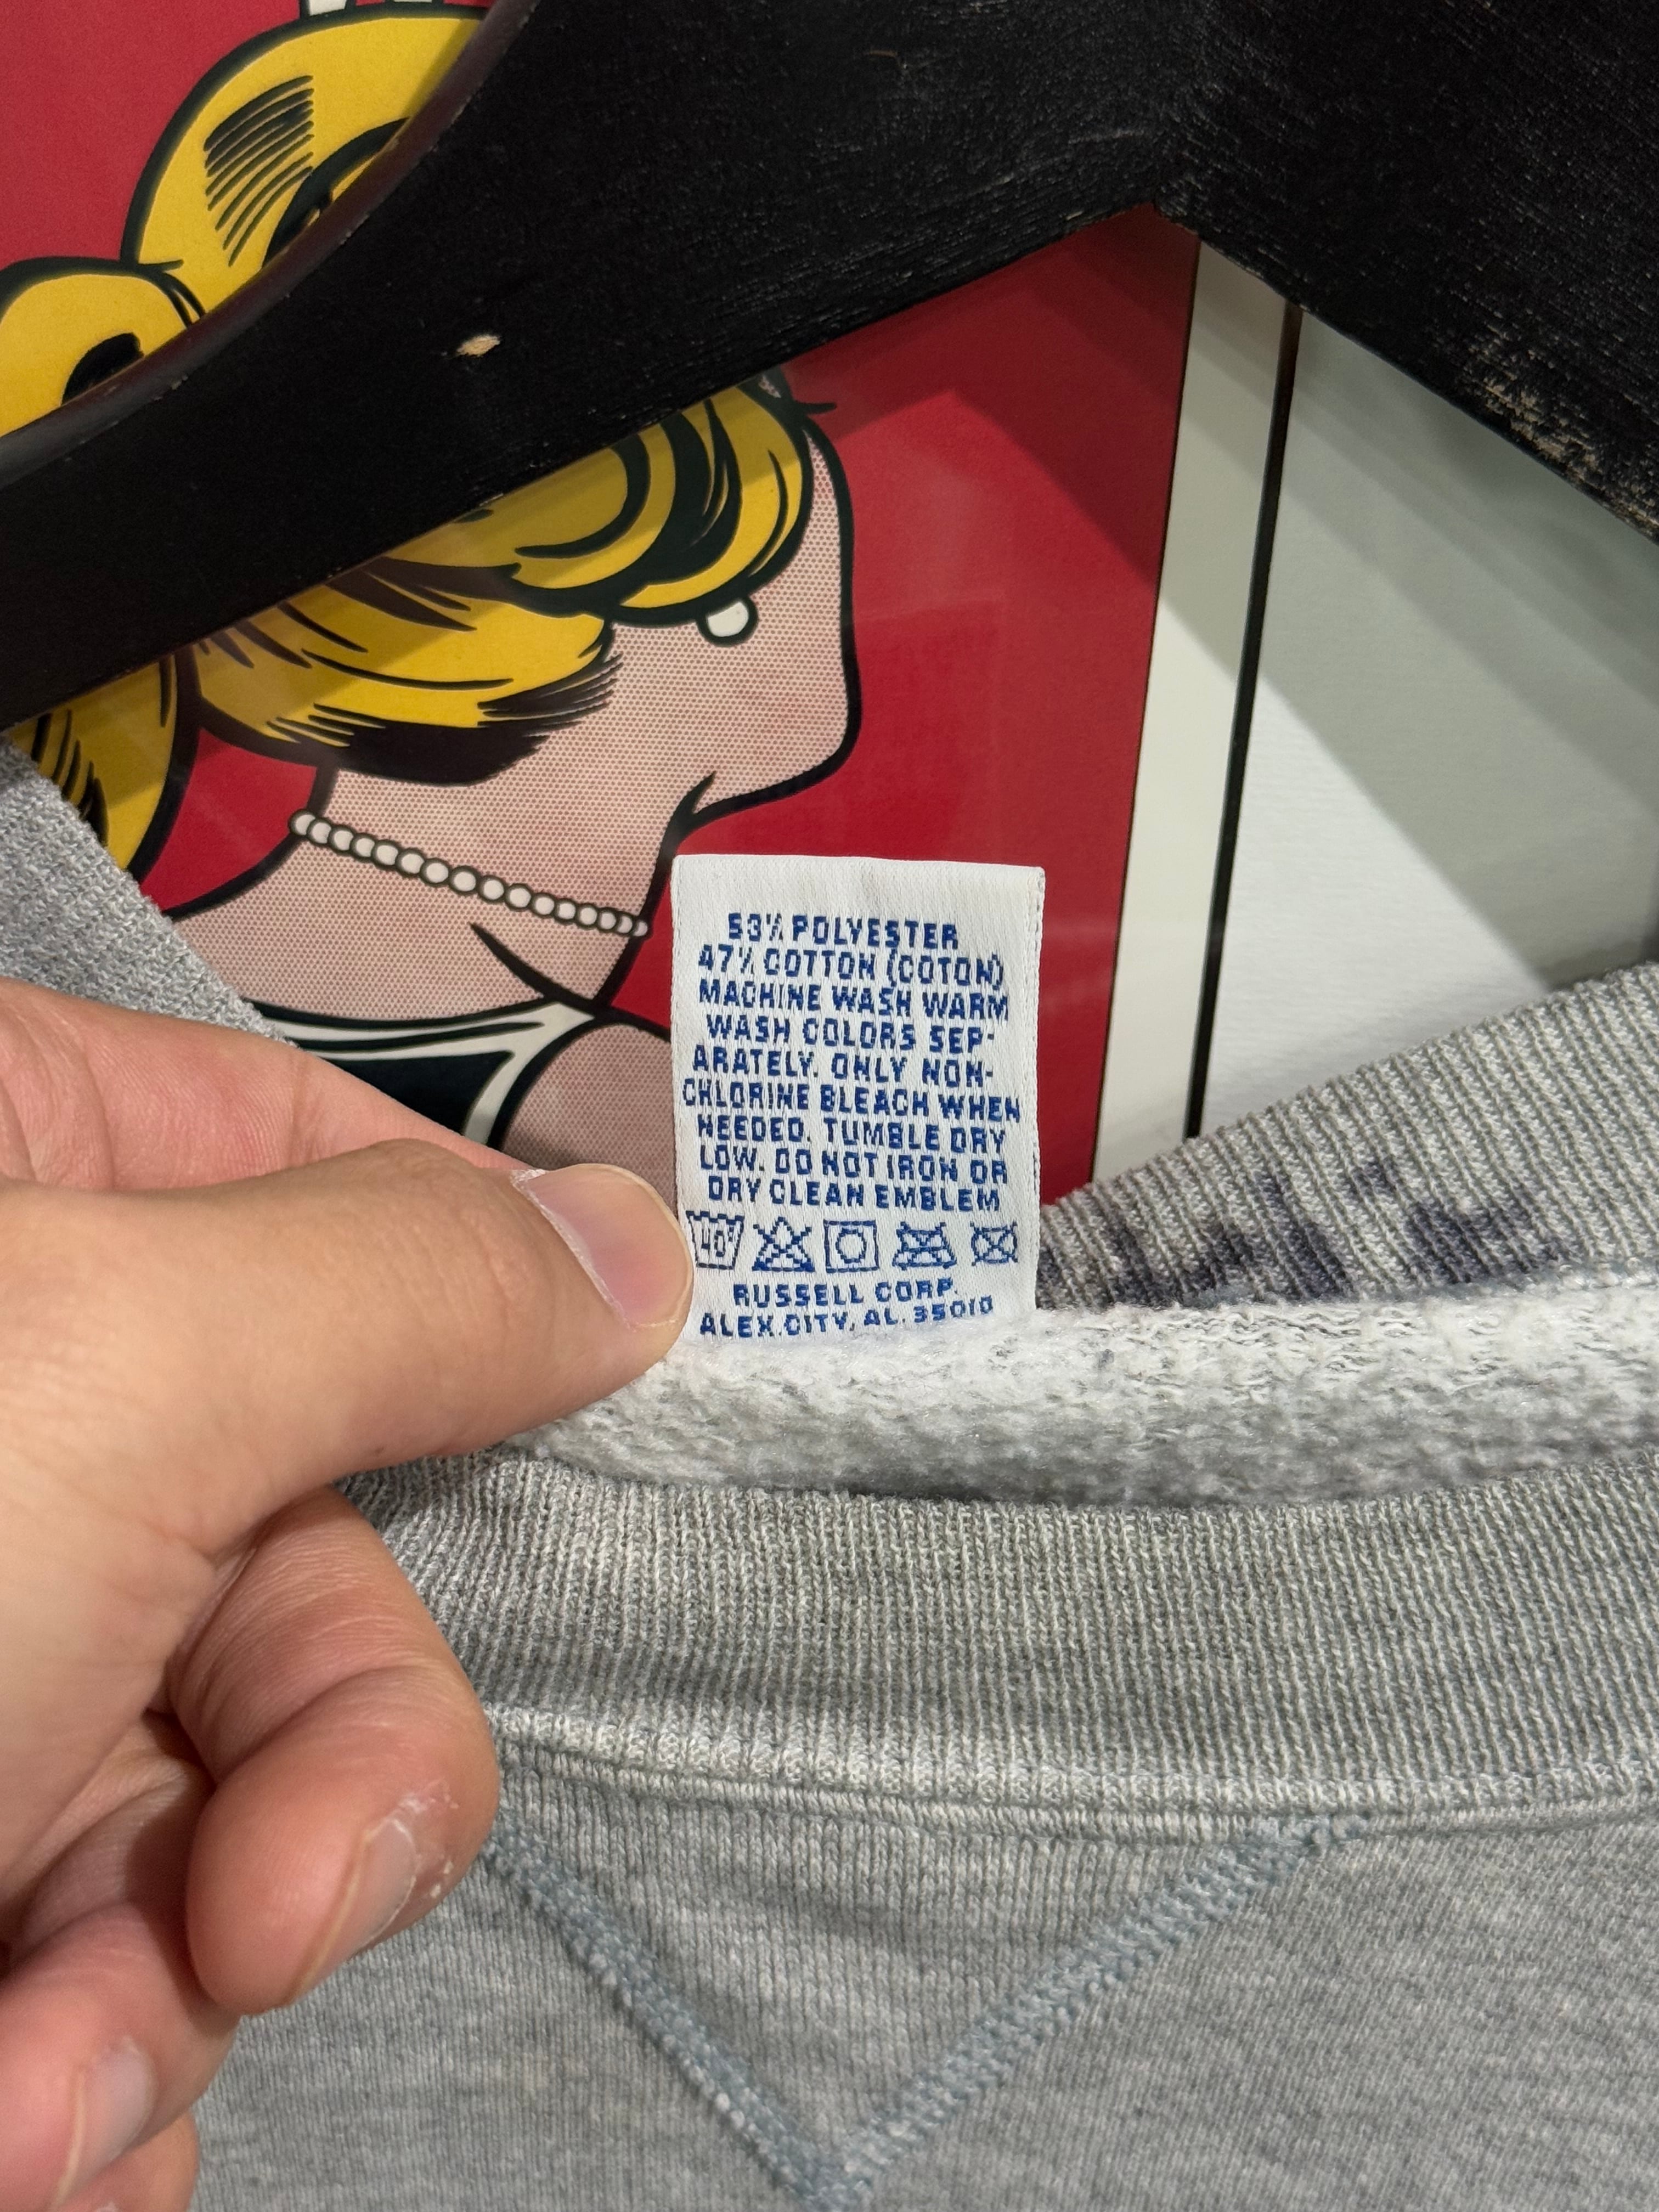 53% POLYESTER
47% COTTON (COTON)
MACHINE WASH WARM
WASH COLORS SEP-
ARATELY. ONLY NON-
CHLORINE BLEACH WHEN
NEEDED. TUMBLE DRY
LOW. DO NOT IRON OR
DRY CLEAN EMBLEM
40°
RUSSELL CORP.
ALEX.CITY, AL. 35010